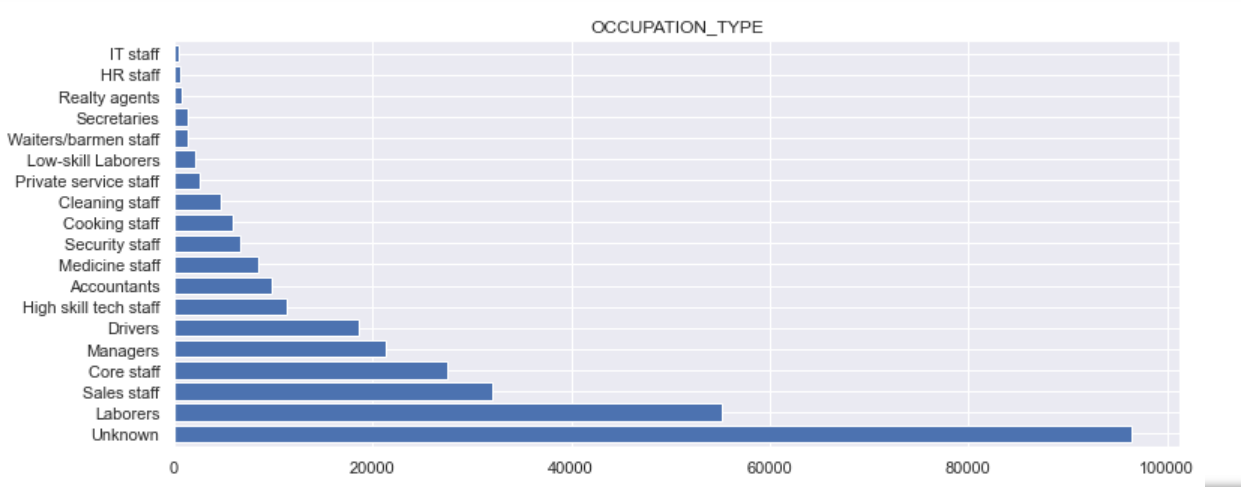 OCCUPATION_TYPE
IT staff
HR staff
Realty agents
Secretaries
Waiters/barmen staff
Low-skill Laborers
Private service staff
Cleaning staff
Cooking staff
Security staff
Medicine staff
Accountants
High skill tech staff
Drivers
Managers
Core staff
Sales staff
Laborers
Unknown
0 20000 40000 60000 80000 100000